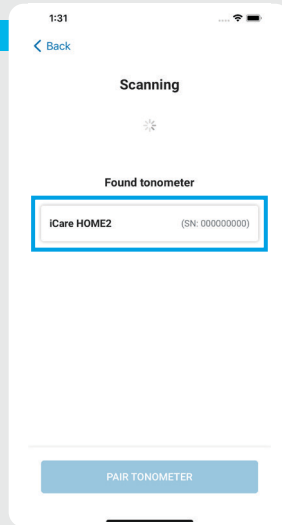 1:31
Back
Scanning
Found tonometer
iCare HOME2 (SN: 000000000)
PAIR TONOMETER